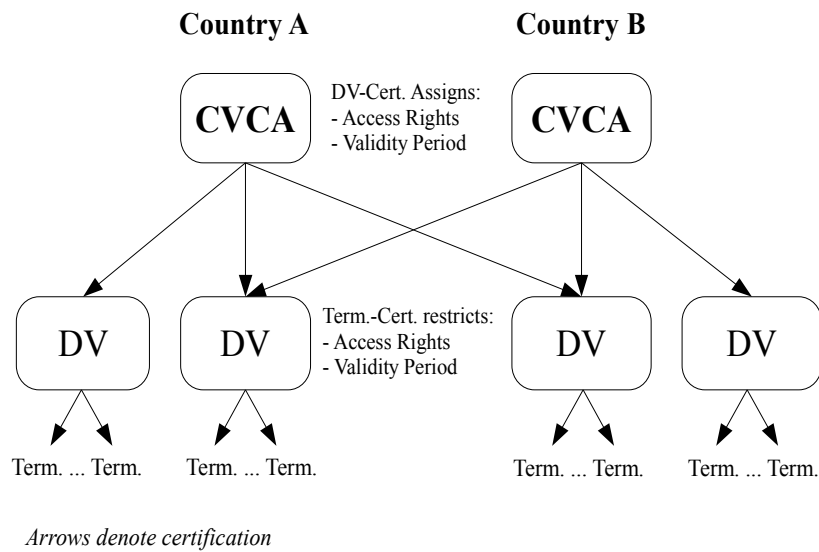 Country A
Country B
CVCA
DV-Cert. Assigns:
- Access Rights
- Validity Period
CVCA
DV
DV
Term.-Cert. restricts:
- Access Rights
- Validity Period
DV
DV
Term. ... Term.
Term. ... Term.
Term. ... Term.
Term. ... Term.
Arrows denote certification